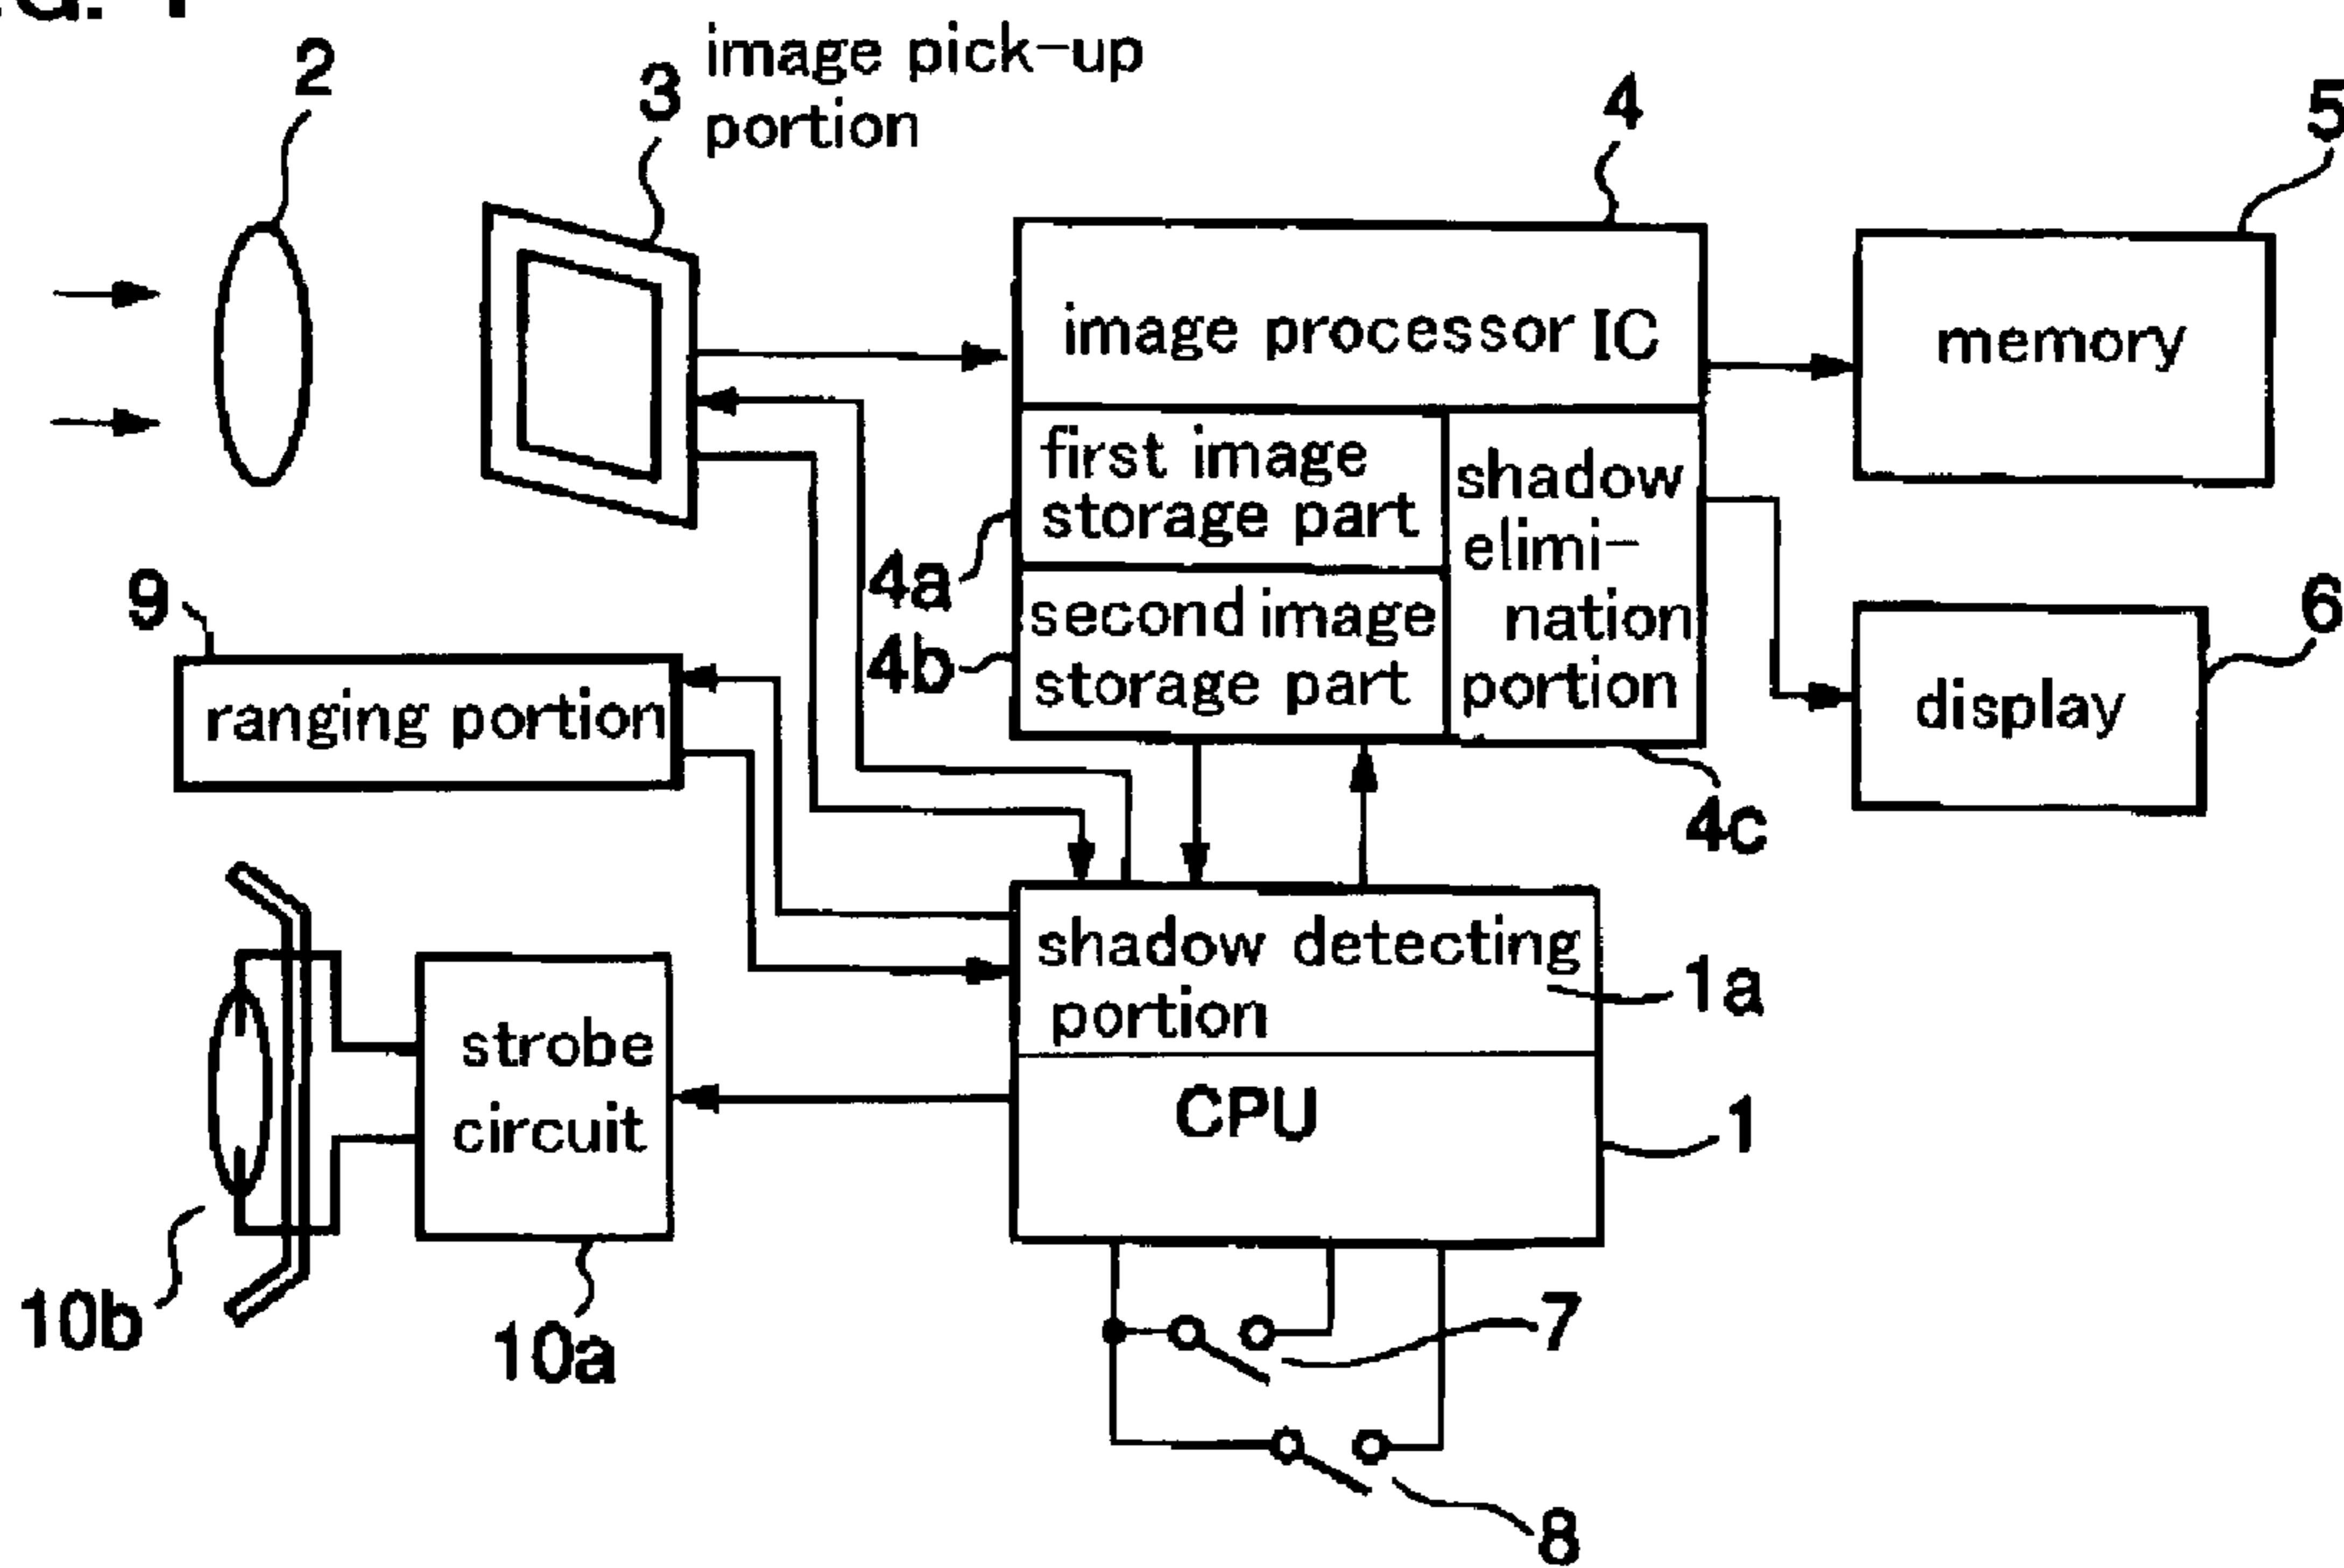 2
3
image pick-up
portion
4
5
image processor IC
memory
first image
storage part
shadow
elimi-
nation
portion
4a
second image
storage part
4b
9
6
ranging portion
display
4c
shadow detecting
portion
1a
strobe
circuit
CPU
1
10b
10a
7
8